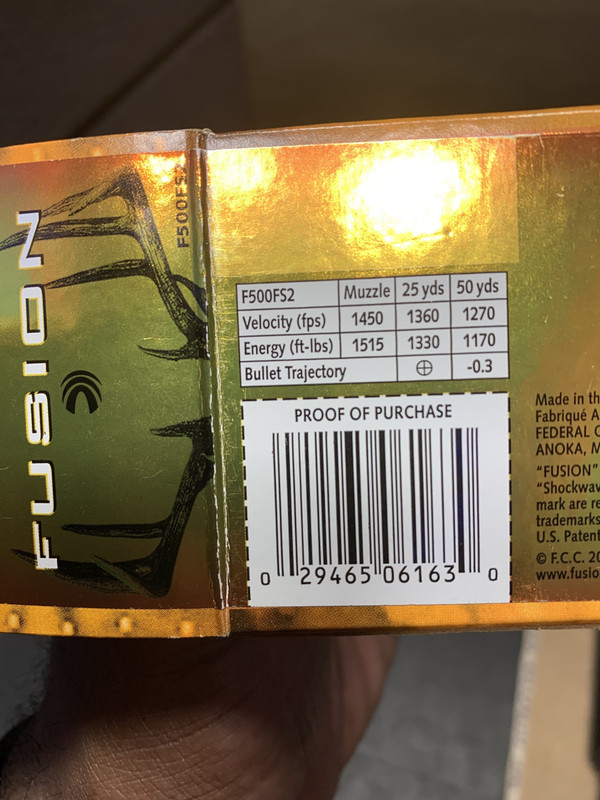 FUSION
F500FS2
F500FS2 Muzzle 25 yds 50 yds
Velocity (fps) 1450 1360 1270
Energy (ft-lbs) 1515 1330 1170
Bullet Trajectory ⊕ -0.3
PROOF OF PURCHASE
0 29465 06163 0
Made in th
Fabriqué A
FEDERAL C
ANOKA, M
"FUSION"
"Shockwav
mark are re
trademarks
U.S. Patent
© F.C.C. 20
www.fusio